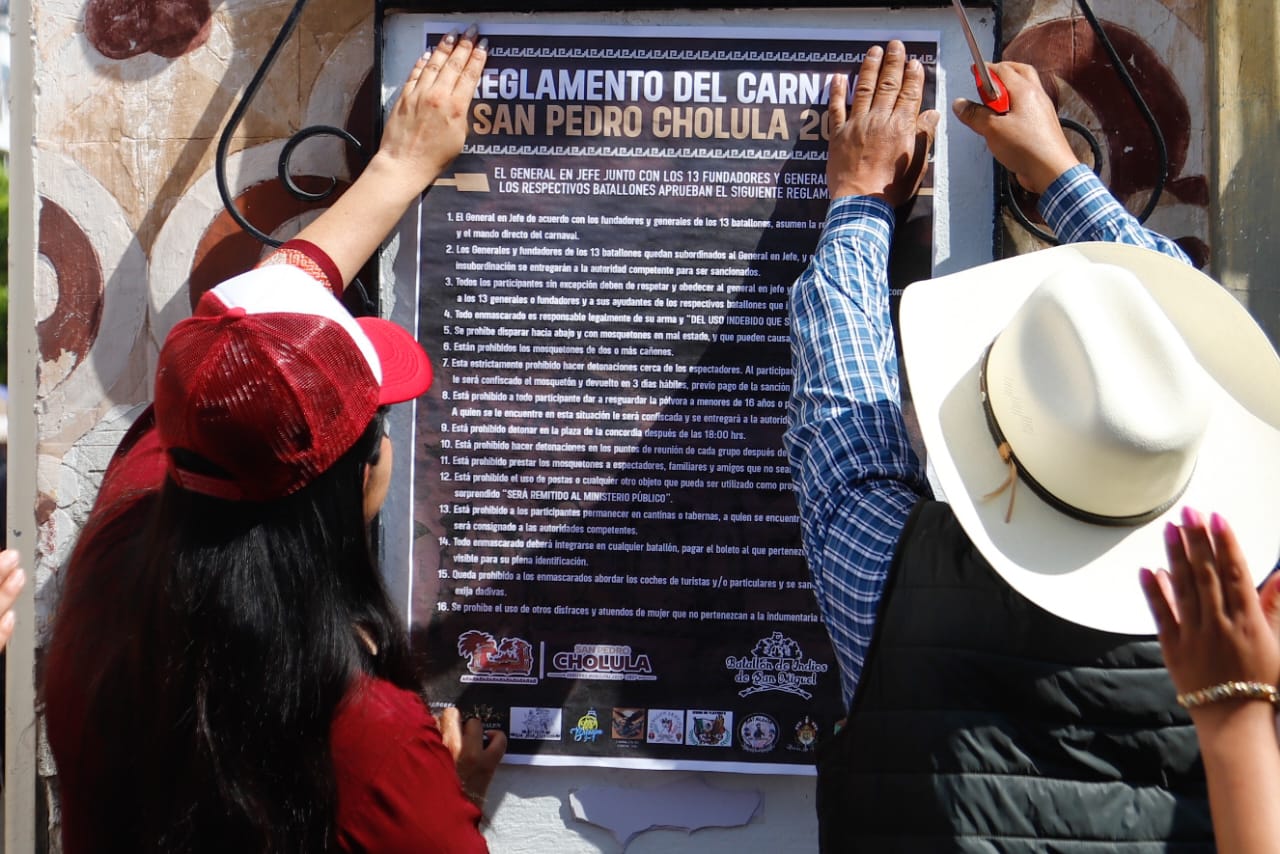 REGLAMENTO DEL CARNA
SAN PEDRO CHOLULA 20
EL GENERAL EN JEFE JUNTO CON LOS 13 FUNDADORES Y GENERAL
LOS RESPECTIVOS BATALLONES APRUEBAN EL SIGUIENTE REGLAM
1. El General en Jefe de acuerdo con los fundadores y generales de los 13 batallones, asumen la
y el mando directo del carnaval.
2. Los Generales y fundadores de los 13 batallones quedan subordinados al General en Jefe, y
insubordinación se entregarán a la autoridad competente para ser sancionados.
3. Todos los participantes sin excepción deben de respetar y obedecer al general en jefe
a los 13 generales o fundadores y a sus ayudantes de los respectivos batallones que
4. Todo enmascarado es responsable legalmente de su arma y "DEL USO INDEBIDO QUE
5. Se prohibe disparar hacia abajo y con mosquetones en mal estado, y que pueden causa
6. Están prohibidos los mosquetones de dos o más cañones.
7. Esta estrictamente prohibido hacer detonaciones cerca de los espectadores. Al participa
le será confiscado el mosquetón y devuelto en 3 días hábiles, previo pago de la sanción
8. Está prohibido a todo participante dar a resguardar la pólvora a menores de 16 años o
A quien se le encuentre en esta situación le será confiscada y se entregará a la autorid
9. Está prohibido detonar en la plaza de la concordia después de las 18:00 hrs.
10. Está prohibido hacer detonaciones en los puntos de reunión de cada grupo después de
11. Está prohibido prestar los mosquetones a espectadores, familiares y amigos que no sea
12. Está prohibido el uso de postas o cualquier otro objeto que pueda ser utilizado como pro
sorprendido "SERÁ REMITIDO AL MINISTERIO PÚBLICO".
13. Está prohibido a los participantes permanecer en cantinas o tabernas, a quien se encuent
será consignado a las autoridades competentes.
14. Todo enmascarado deberá integrarse en cualquier batallón, pagar el boleto al que pertenez
visible para su plena identificación.
15. Queda prohibido a los enmascarados abordar los coches de turistas y/o particulares y se san
exija dadivas.
16. Se prohibe el uso de otros disfraces y atuendos de mujer que no pertenezcan a la indumentaria
SAN PEDRO
CHOLULA
Batallón de Indios
de San Miguel